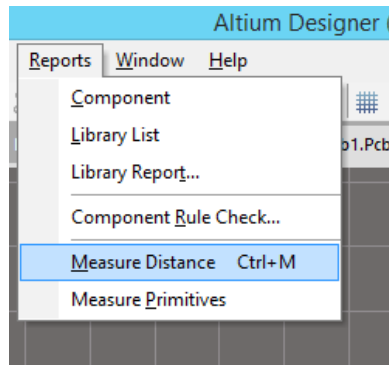 Altium Designer (
Reports Window Help
Component
b1.Pcb
Library List
Library Report...
Component Rule Check...
Measure Distance Ctrl+M
Measure Primitives